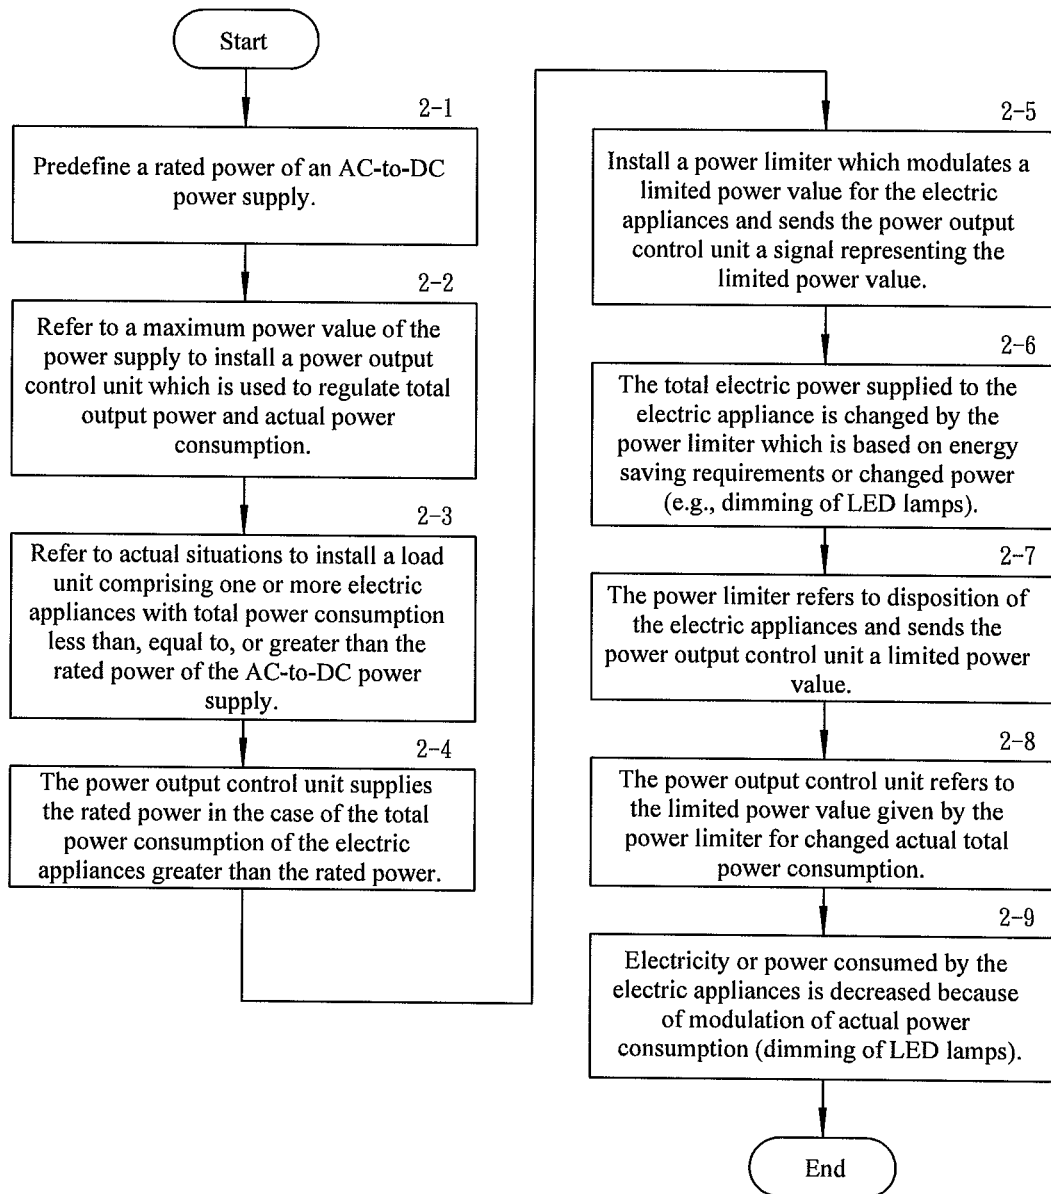 Start
2-1
Predefine a rated power of an AC-to-DC
power supply.
2-2
Refer to a maximum power value of the
power supply to install a power output
control unit which is used to regulate total
output power and actual power
consumption.
2-3
Refer to actual situations to install a load
unit comprising one or more electric
appliances with total power consumption
less than, equal to, or greater than the
rated power of the AC-to-DC power
supply.
2-4
The power output control unit supplies
the rated power in the case of the total
power consumption of the electric
appliances greater than the rated power.
2-5
Install a power limiter which modulates a
limited power value for the electric
appliances and sends the power output
control unit a signal representing the
limited power value.
2-6
The total electric power supplied to the
electric appliance is changed by the
power limiter which is based on energy
saving requirements or changed power
(e.g., dimming of LED lamps).
2-7
The power limiter refers to disposition of
the electric appliances and sends the
power output control unit a limited power
value.
2-8
The power output control unit refers to
the limited power value given by the
power limiter for changed actual total
power consumption.
2-9
Electricity or power consumed by the
electric appliances is decreased because
of modulation of actual power
consumption (dimming of LED lamps).
End